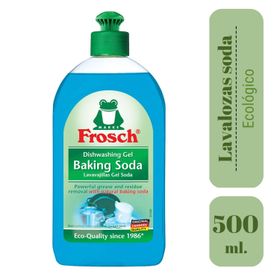 MARKE
Frosch
Dishwashing Gel
Baking Soda
Lavavajillas Gel Soda
Powerful grease and residue
removal with natural baking soda
Eco-Quality since 1986*
Lavalozas soda
Ecológico
500
ml.